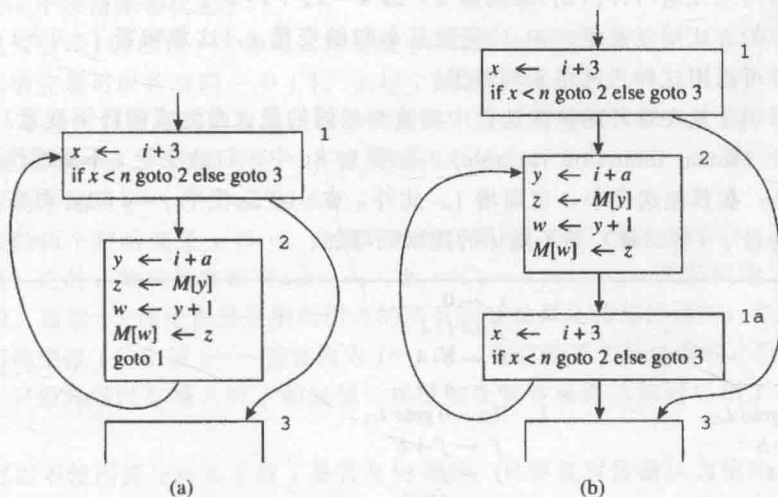 1
x ← i + 3
if x < n goto 2 else goto 3
2
y ← i + a
z ← M[y]
w ← y + 1
M[w] ← z
goto 1
3
(a)
1
x ← i + 3
if x < n goto 2 else goto 3
2
y ← i + a
z ← M[y]
w ← y + 1
M[w] ← z
1a
x ← i + 3
if x < n goto 2 else goto 3
3
(b)